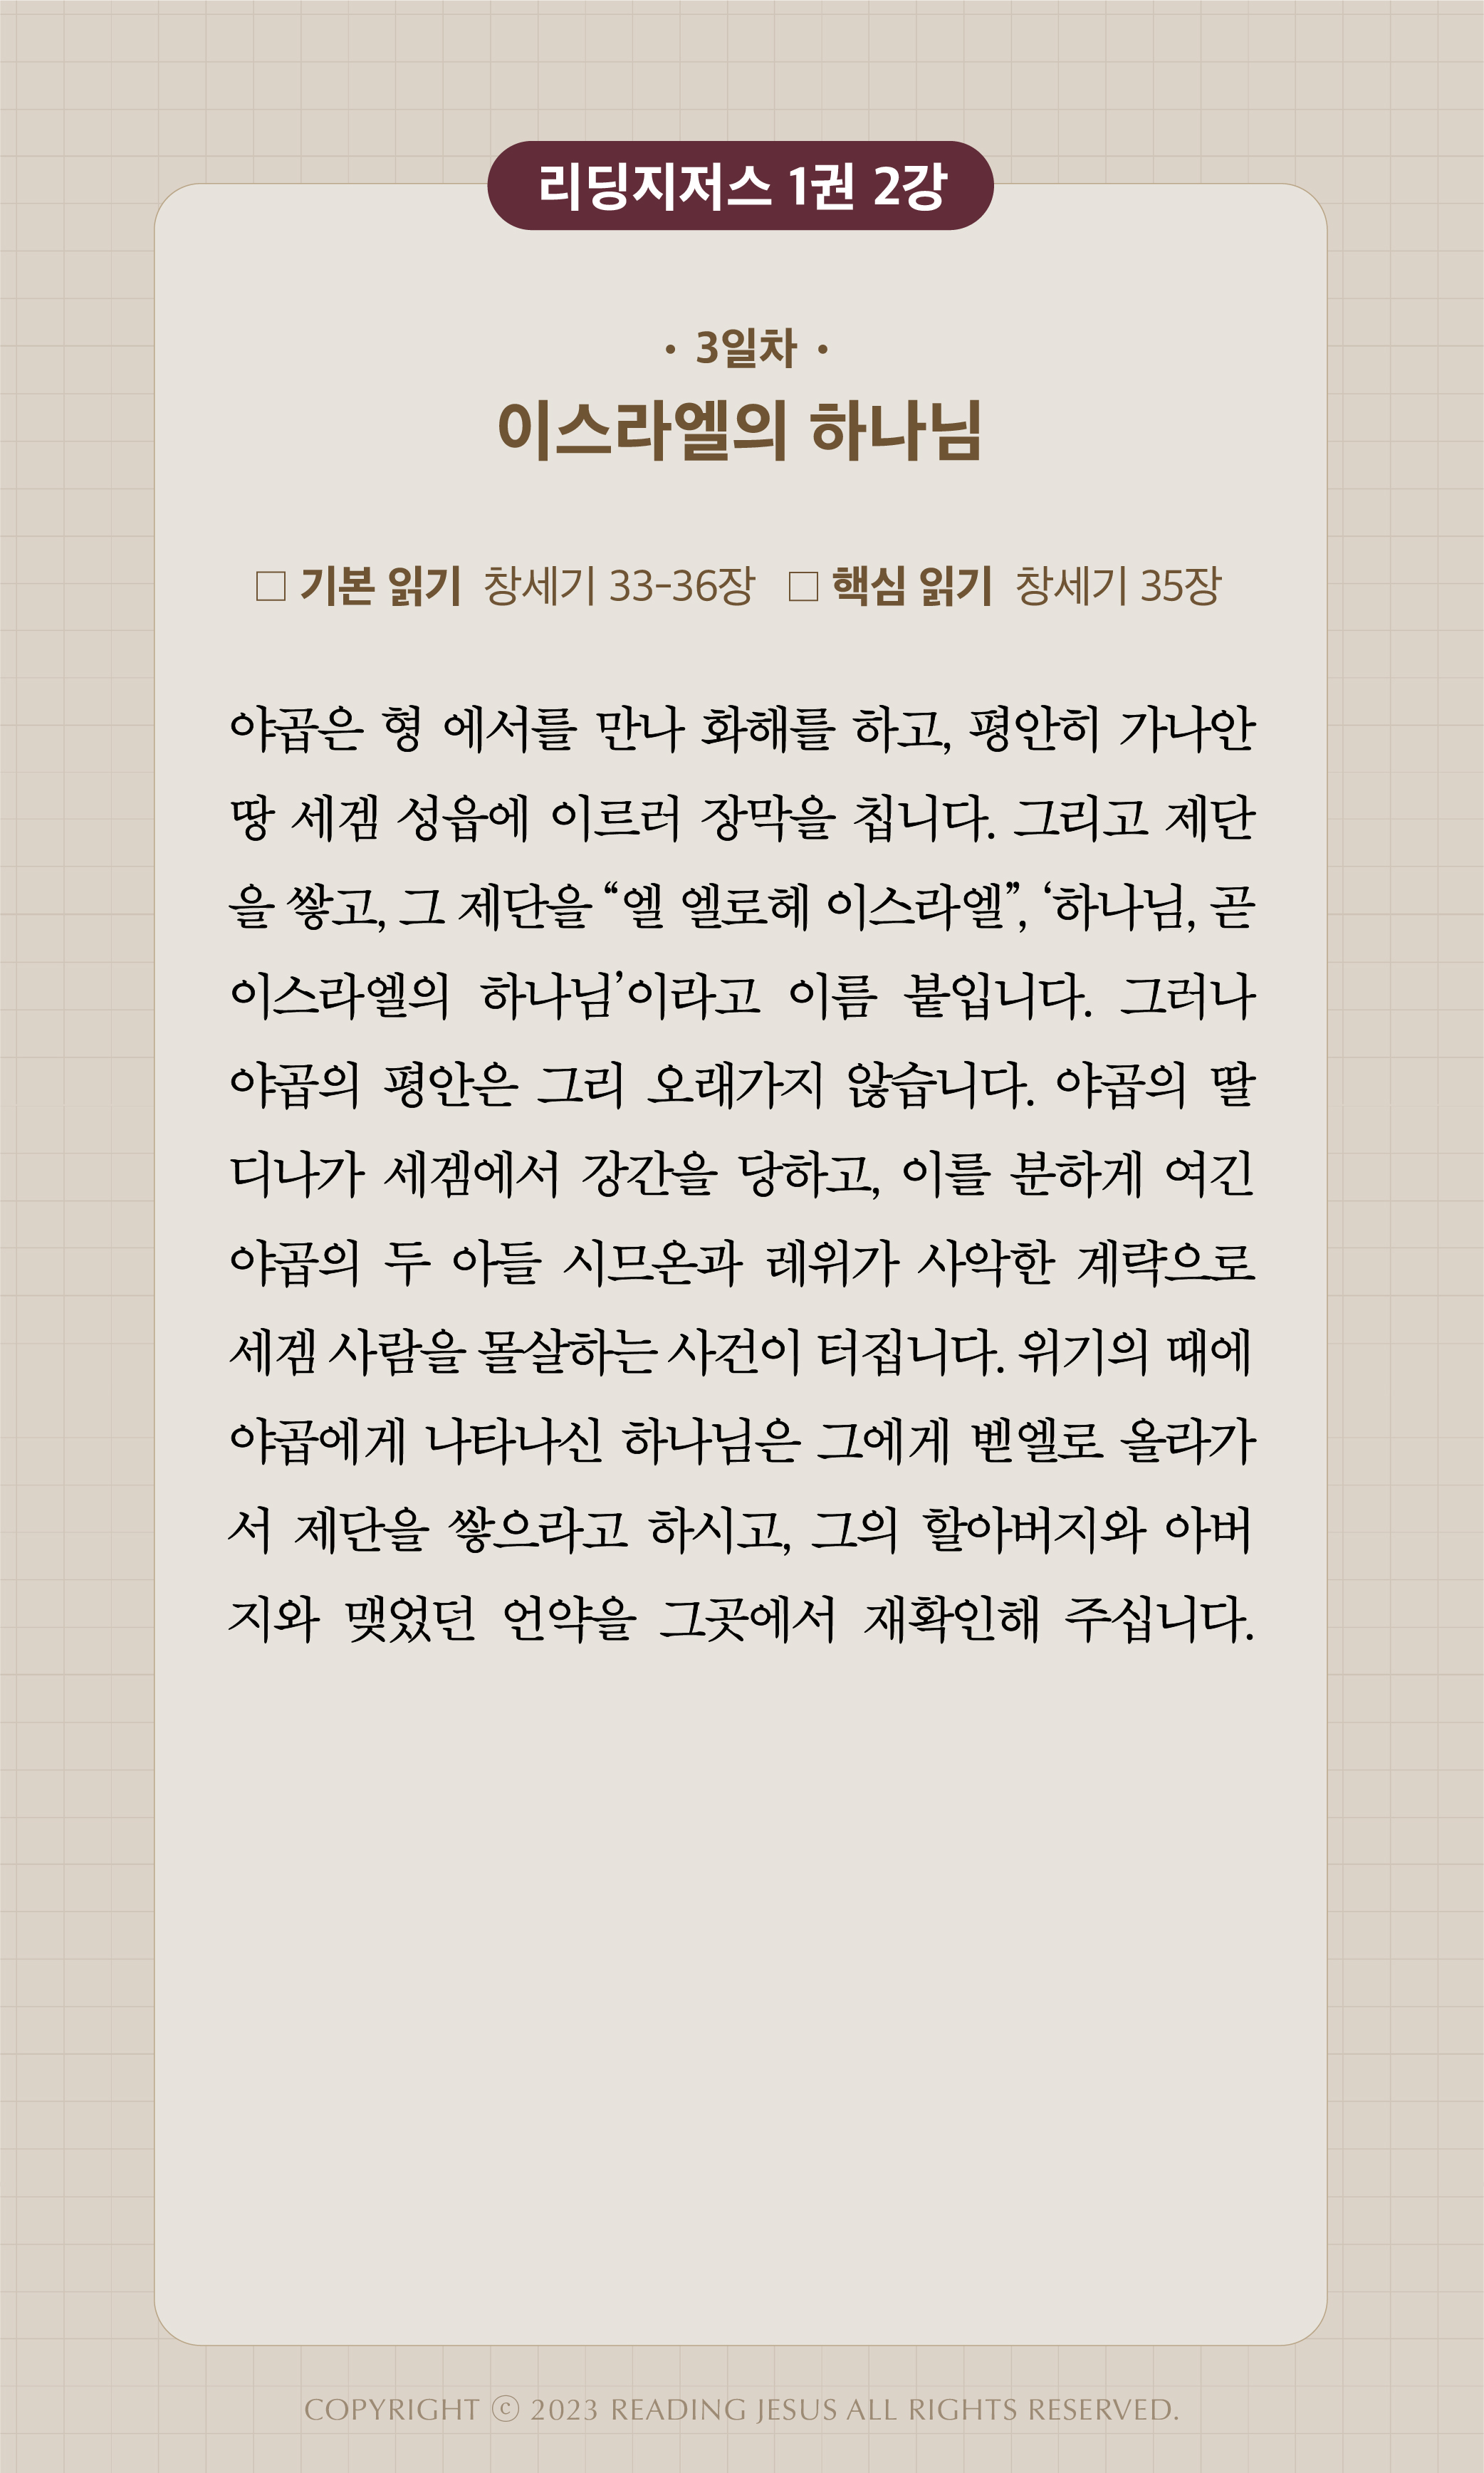 리딩지저스 1권 2강
· 3일차 ·
이스라엘의 하나님
□ 기본 읽기 창세기 33-36장 □ 핵심 읽기 창세기 35장
야곱은 형 에서를 만나 화해를 하고, 평안히 가나안
땅 세겜 성읍에 이르러 장막을 칩니다. 그리고 제단
을 쌓고, 그 제단을 “엘 엘로헤 이스라엘”, ‘하나님, 곧
이스라엘의 하나님’이라고 이름 붙입니다. 그러나
야곱의 평안은 그리 오래가지 않습니다. 야곱의 딸
디나가 세겜에서 강간을 당하고, 이를 분하게 여긴
야곱의 두 아들 시므온과 레위가 사악한 계략으로
세겜 사람을 몰살하는 사건이 터집니다. 위기의 때에
야곱에게 나타나신 하나님은 그에게 벧엘로 올라가
서 제단을 쌓으라고 하시고, 그의 할아버지와 아버
지와 맺었던 언약을 그곳에서 재확인해 주십니다.
COPYRIGHT ⓒ 2023 READING JESUS ALL RIGHTS RESERVED.